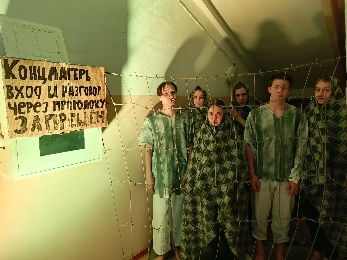 КОНЦЛАГЕРЬ
ВХОД И РАЗГОВОР
ЧЕРЕЗ ПРОВОЛОКУ
ЗАПРЕЩЕН